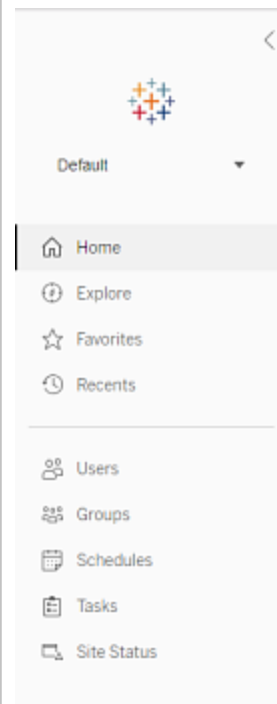 Default
Home
Explore
Favorites
Recents
Users
Groups
Schedules
Tasks
Site Status